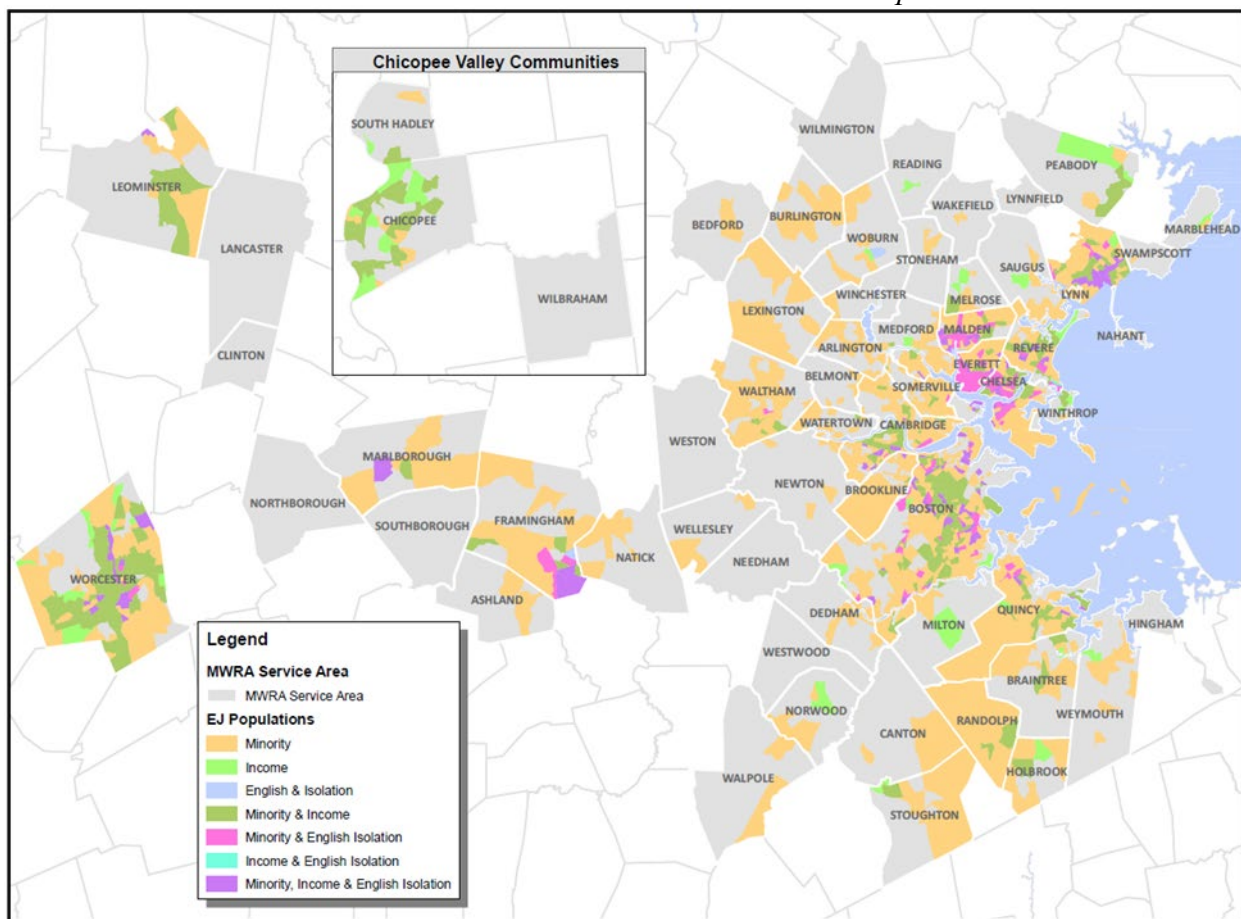 p
Chicopee Valley Communities
SOUTH HADLEY
CHICOPEE
WILBRAHAM
LEOMINSTER
LANCASTER
CLINTON
WILMINGTON
READING
PEABODY
LYNNFIELD
WAKEFIELD
MARBLEHEAD
BEDFORD
BURLINGTON
WOBURN
STONEHAM
SAUGUS
SWAMPSCOTT
LYNN
LEXINGTON
WINCHESTER
MELROSE
NAHANT
MEDFORD
MALDEN
ARLINGTON
REVERE
EVERETT
BELMONT
SOMERVILLE
CHELSEA
WALTHAM
WINTHROP
WATERTOWN
CAMBRIDGE
WESTON
MARLBOROUGH
NORTHBOROUGH
SOUTHBOROUGH
FRAMINGHAM
NATICK
ASHLAND
WORCESTER
NEWTON
BROOKLINE
BOSTON
WELLESLEY
NEEDHAM
DEDHAM
MILTON
QUINCY
HINGHAM
WESTWOOD
BRAINTREE
WEYMOUTH
NORWOOD
CANTON
RANDOLPH
HOLBROOK
WALPOLE
STOUGHTON
Legend
MWRA Service Area
MWRA Service Area
EJ Populations
Minority
Income
English & Isolation
Minority & Income
Minority & English Isolation
Income & English Isolation
Minority, Income & English Isolation